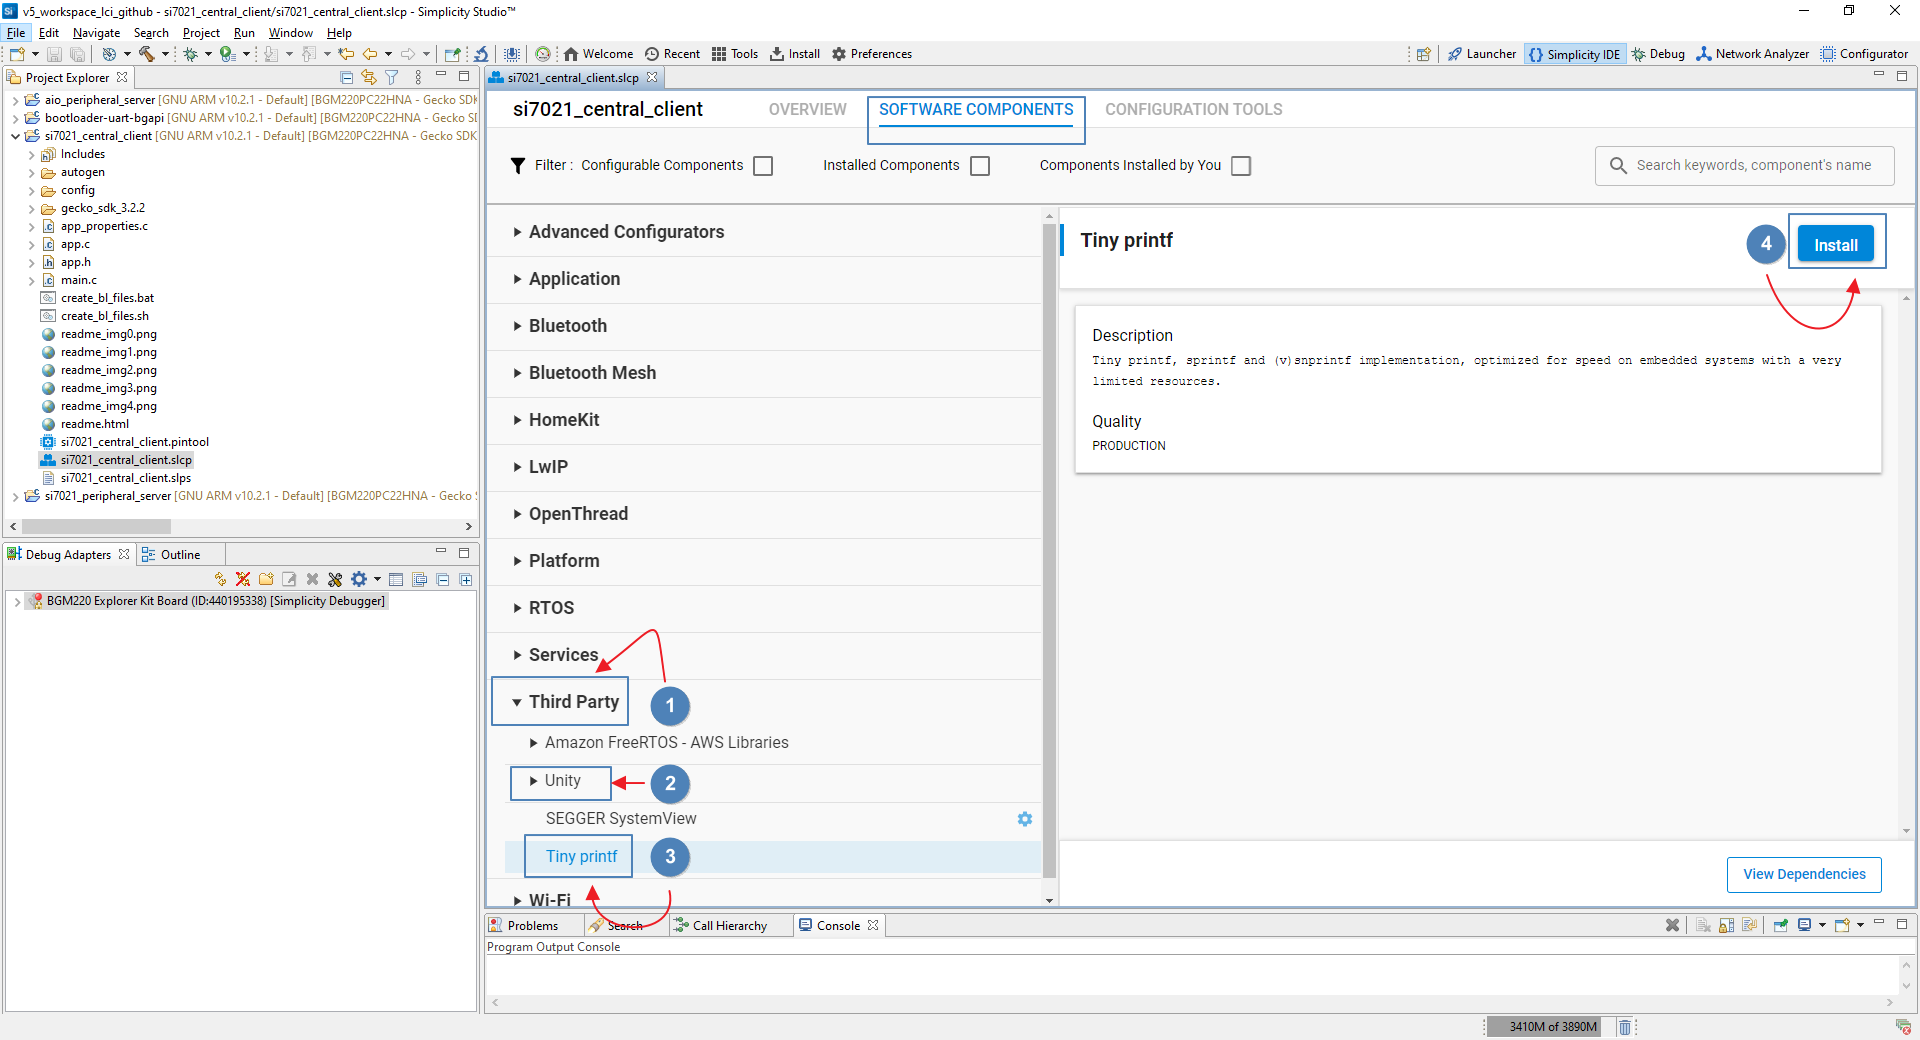 v5_workspace_lci_github - si7021_central_client/si7021_central_client.slcp - Simplicity Studio™
File Edit Navigate Search Project Run Window Help
Welcome Recent Tools Install Preferences Launcher Simplicity IDE Debug Network Analyzer Configurator
Project Explorer
aio_peripheral_server [GNU ARM v10.2.1 - Default] [BGM220PC22HNA - Gecko SDK
bootloader-uart-bgapi [GNU ARM v10.2.1 - Default] [BGM220PC22HNA - Gecko SD
si7021_central_client [GNU ARM v10.2.1 - Default] [BGM220PC22HNA - Gecko SDK
Includes
autogen
config
gecko_sdk_3.2.2
app_properties.c
app.c
app.h
main.c
create_bl_files.bat
create_bl_files.sh
readme_img0.png
readme_img1.png
readme_img2.png
readme_img3.png
readme_img4.png
readme.html
si7021_central_client.pintool
si7021_central_client.slcp
si7021_central_client.slps
si7021_peripheral_server [GNU ARM v10.2.1 - Default] [BGM220PC22HNA - Gecko
Debug Adapters Outline
BGM220 Explorer Kit Board (ID:440195338) [Simplicity Debugger]
si7021_central_client.slcp
si7021_central_client OVERVIEW SOFTWARE COMPONENTS CONFIGURATION TOOLS
Filter : Configurable Components Installed Components Components Installed by You Search keywords, component's name
Advanced Configurators
Application
Bluetooth
Bluetooth Mesh
HomeKit
LwIP
OpenThread
Platform
RTOS
Services
Third Party 1
Amazon FreeRTOS - AWS Libraries
Unity 2
SEGGER SystemView
Tiny printf 3
Wi-Fi
Tiny printf 4 Install
Description
Tiny printf, sprintf and (v)snprintf implementation, optimized for speed on embedded systems with a very
limited resources.
Quality
PRODUCTION
View Dependencies
Problems Search Call Hierarchy Console
Program Output Console
3410M of 3890M